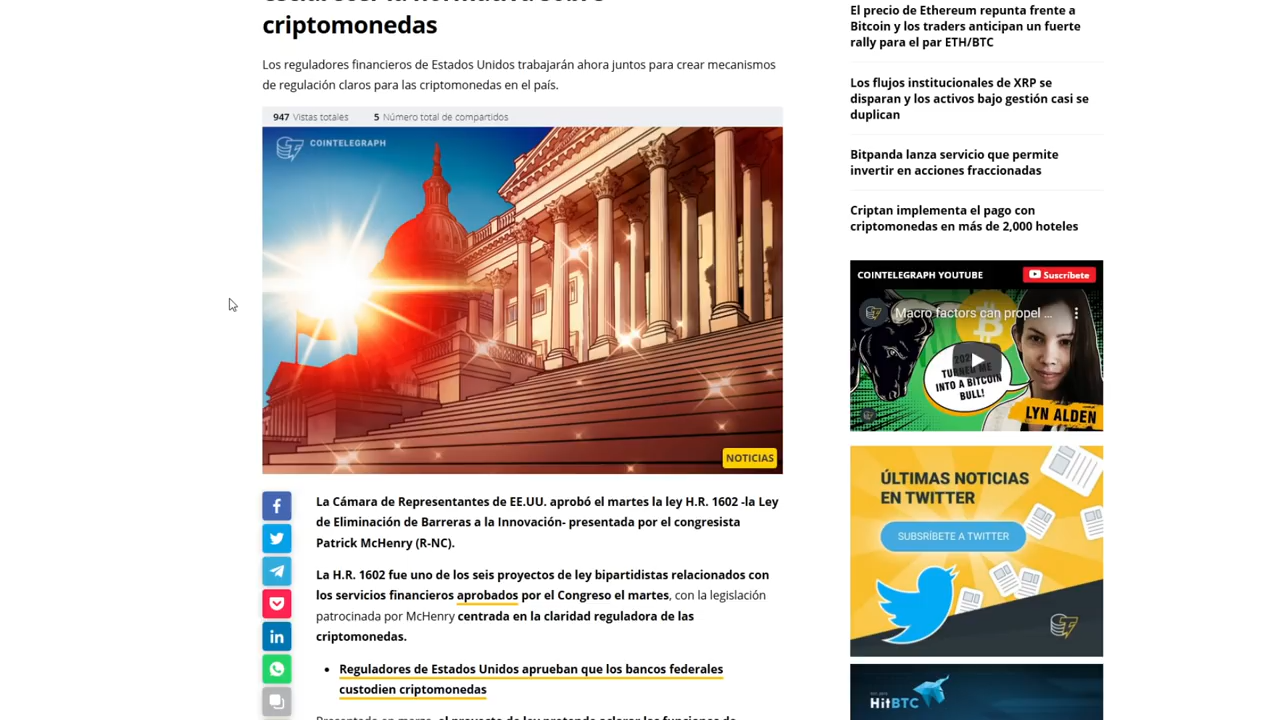 criptomonedas
Los reguladores financieros de Estados Unidos trabajarán ahora juntos para crear mecanismos
de regulación claros para las criptomonedas en el país.
947 Vistas totales 5 Número total de compartidos
COINTELEGRAPH
NOTICIAS
La Cámara de Representantes de EE.UU. aprobó el martes la ley H.R. 1602 -la Ley
de Eliminación de Barreras a la Innovación- presentada por el congresista
Patrick McHenry (R-NC).
La H.R. 1602 fue uno de los seis proyectos de ley bipartidistas relacionados con
los servicios financieros aprobados por el Congreso el martes, con la legislación
patrocinada por McHenry centrada en la claridad reguladora de las
criptomonedas.
• Reguladores de Estados Unidos aprueban que los bancos federales
custodien criptomonedas
El precio de Ethereum repunta frente a
Bitcoin y los traders anticipan un fuerte
rally para el par ETH/BTC
Los flujos institucionales de XRP se
disparan y los activos bajo gestión casi se
duplican
Bitpanda lanza servicio que permite
invertir en acciones fraccionadas
Criptan implementa el pago con
criptomonedas en más de 2,000 hoteles
COINTELEGRAPH YOUTUBE
Suscríbete
Macro factors can propel ...
TURNED ME
INTO A BITCOIN
BULL!
LYN ALDEN
ÚLTIMAS NOTICIAS
EN TWITTER
SUBSRÍBETE A TWITTER
HitBTC